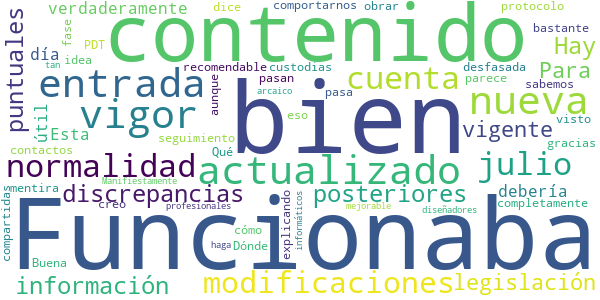 verdaderamente
dice
comportarnos
obrar
protocolo
contenido
fase
bastante
PDT
Hay
día
idea
recomendable
custodias
desfasada
tan
entrada
aunque
pasan
cuenta
parece
Para
puntuales
arcaico
pasa
sabemos
nueva
vigor
bien
eso
visto
útil
Esta
seguimiento
vigente
gracias
contactos
Qué
normalidad
actualizado
julio
Manifiestamente
mentira
discrepancias
posteriores
debería
creo
completamente
compartidas
Funcionaba
profesionales
explicando
informáticos
mejorable
diseñadores
haga
cómo
Dónde
Buena
información
modificaciones
legislación